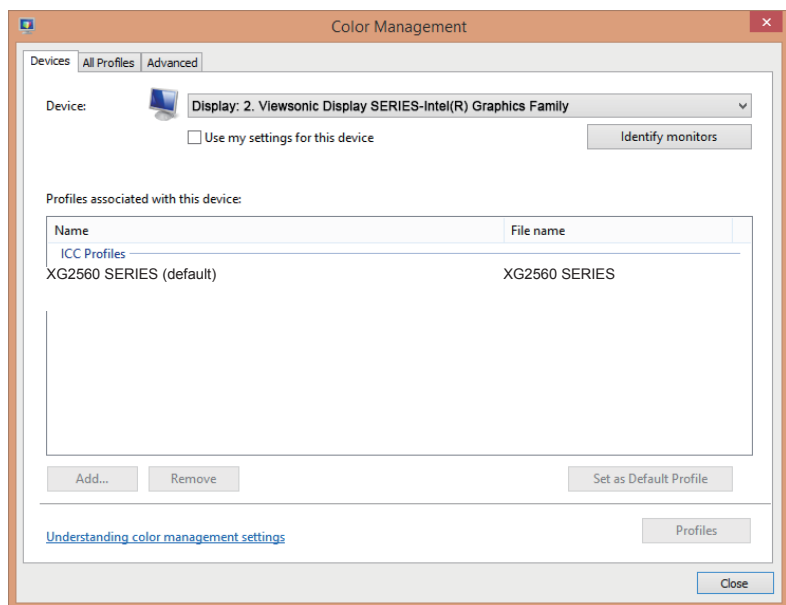 Color Management
Devices All Profiles Advanced
Device: Display: 2. Viewsonic Display SERIES-Intel(R) Graphics Family
Use my settings for this device Identify monitors
Profiles associated with this device:
Name File name
ICC Profiles
XG2560 SERIES (default) XG2560 SERIES
Add... Remove Set as Default Profile
Understanding color management settings Profiles
Close